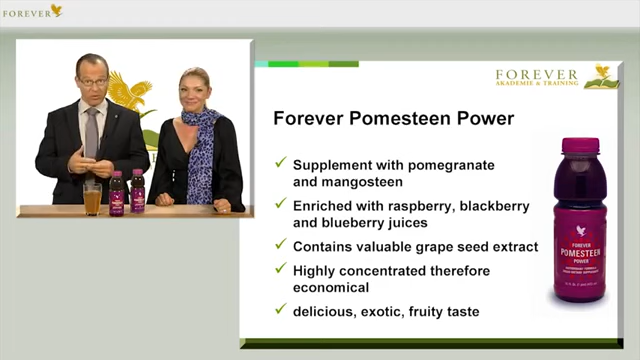 FOREVER
FOREVER
AKADEMIE & TRAINING
Forever Pomesteen Power
Supplement with pomegranate
and mangosteen
Enriched with raspberry, blackberry
and blueberry juices
Contains valuable grape seed extract
Highly concentrated therefore
economical
delicious, exotic, fruity taste
FOREVER
POMESTEEN
POWER